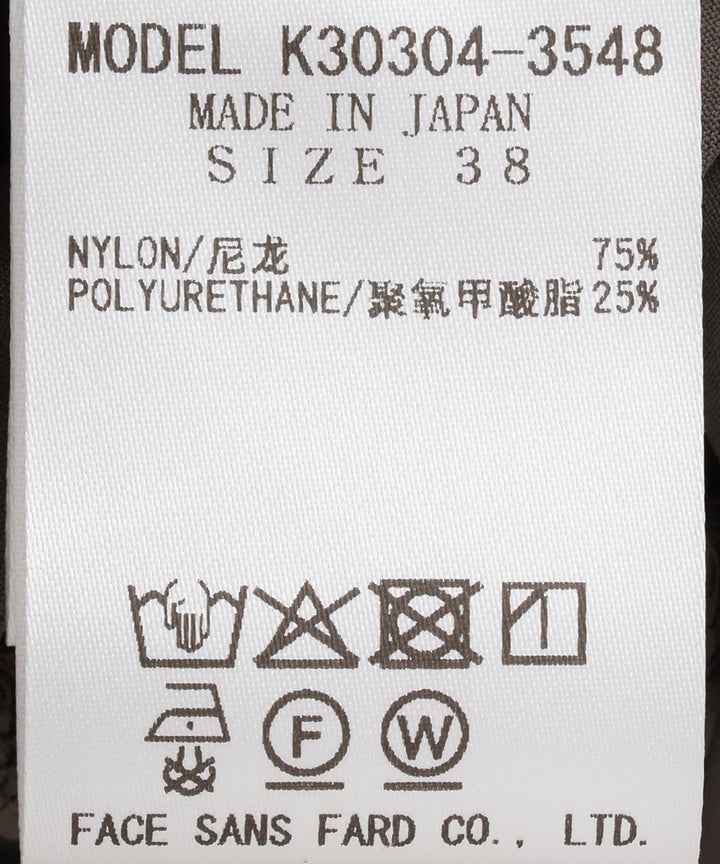 MODEL K30304-3548
MADE IN JAPAN
SIZE 38
NYLON/尼龙 75%
POLYURETHANE/聚氧甲酸脂 25%
F W
FACE SANS FARD CO., LTD.